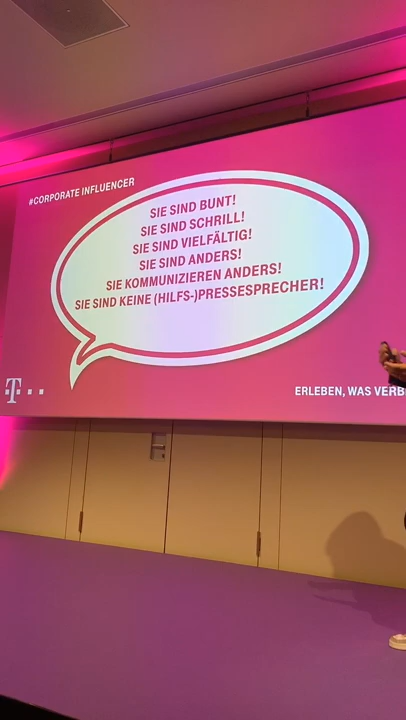 #CORPORATE INFLUENCER
SIE SIND BUNT!
SIE SIND SCHRILL!
SIE SIND VIELFÄLTIG!
SIE SIND ANDERS!
SIE KOMMUNIZIEREN ANDERS!
SIE SIND KEINE (HILFS-)PRESSESPRECHER!
T
ERLEBEN, WAS VERB